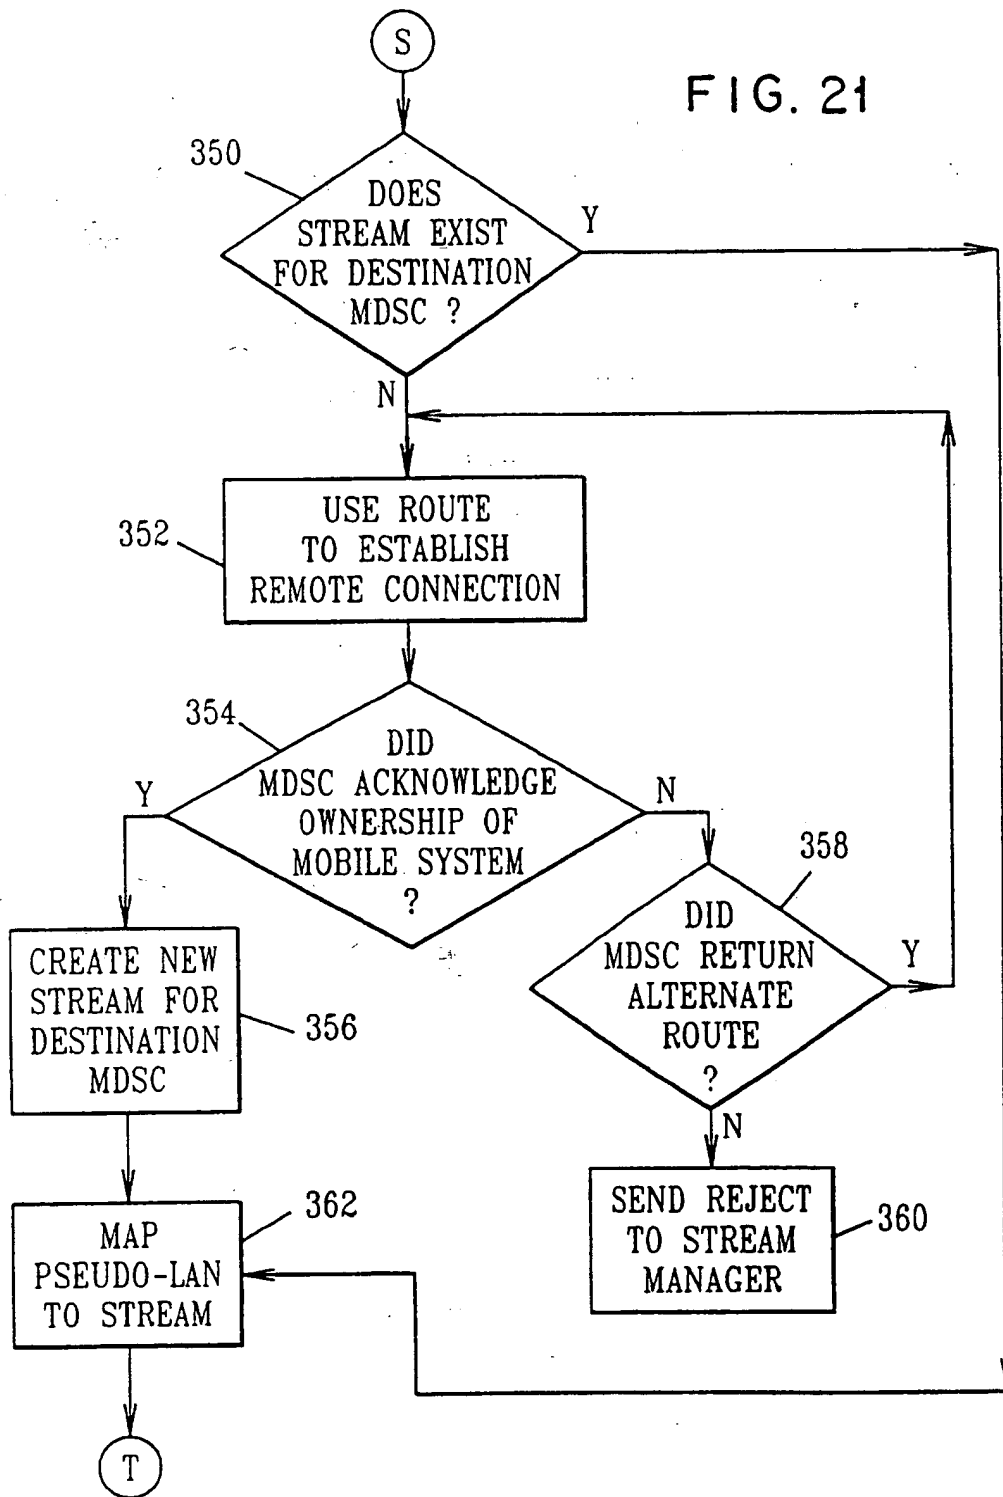 S
FIG. 21
350
DOES
STREAM EXIST
FOR DESTINATION
MDSC ?
Y
N
352
USE ROUTE
TO ESTABLISH
REMOTE CONNECTION
354
DID
MDSC ACKNOWLEDGE
OWNERSHIP OF
MOBILE SYSTEM
?
Y
N
358
DID
MDSC RETURN
ALTERNATE
ROUTE
?
Y
N
CREATE NEW
STREAM FOR
DESTINATION
MDSC
356
SEND REJECT
TO STREAM
MANAGER
360
362
MAP
PSEUDO-LAN
TO STREAM
T